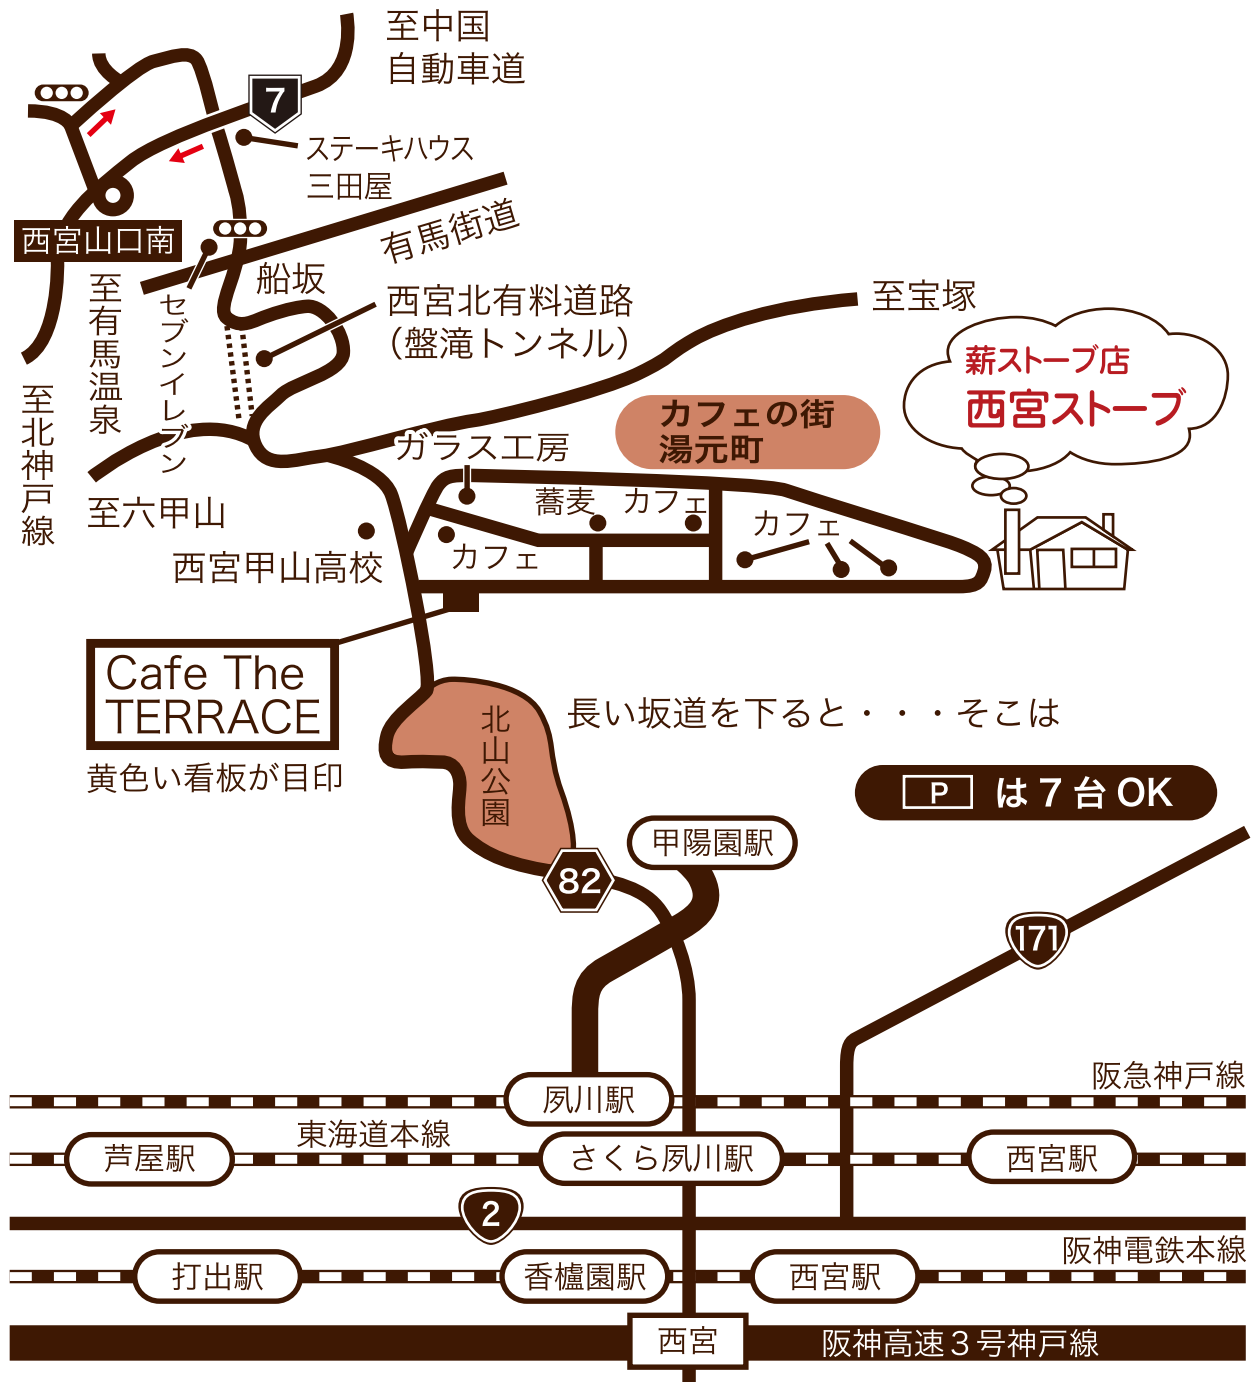 至中国
自動車道
7
ステーキハウス
三田屋
西宮山口南
有馬街道
船坂
至有馬温泉
セブンイレブン
西宮北有料道路
（盤滝トンネル）
至宝塚
薪ストーブ店
西宮ストーブ
至北神戸線
カフェの街
湯元町
ガラス工房
至六甲山
蕎麦
カフェ
カフェ
カフェ
西宮甲山高校
Cafe The
TERRACE
黄色い看板が目印
北山公園
長い坂道を下ると・・・そこは
P は７台OK
甲陽園駅
82
171
阪急神戸線
夙川駅
東海道本線
芦屋駅
さくら夙川駅
西宮駅
2
阪神電鉄本線
打出駅
香櫨園駅
西宮駅
西宮
阪神高速３号神戸線